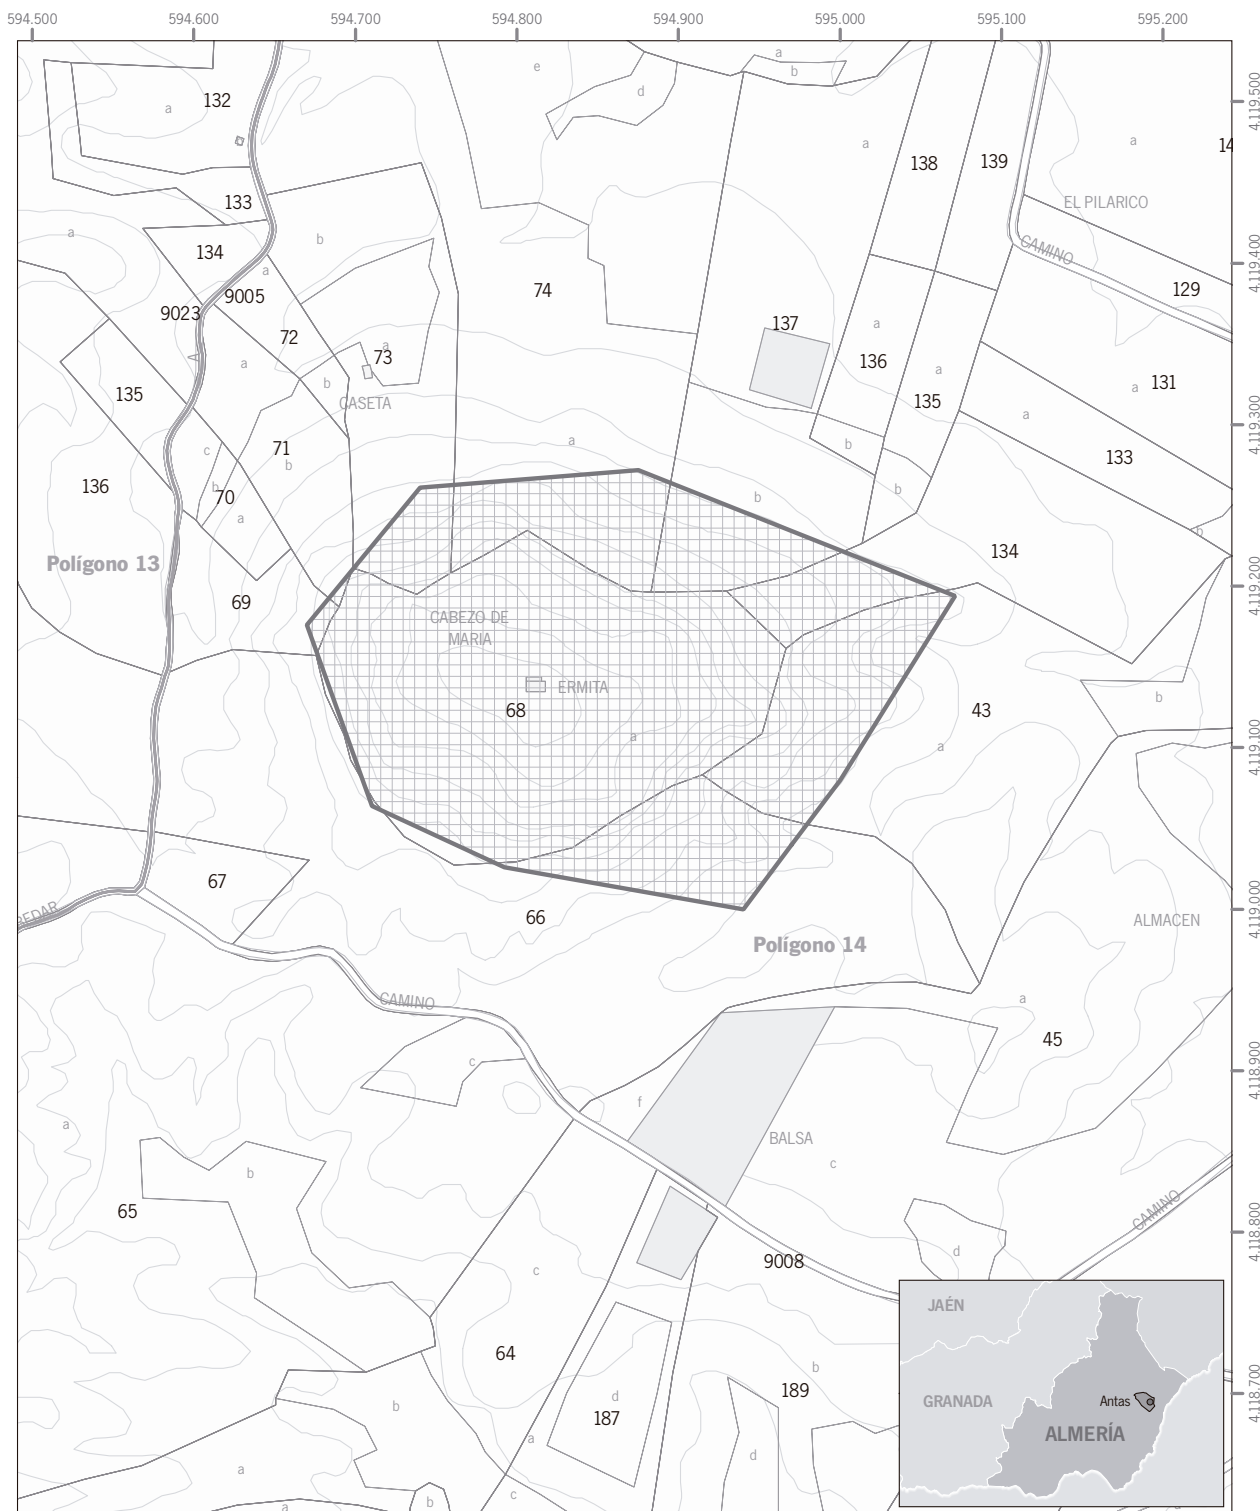 594.500 594.600 594.700 594.800 594.900 595.000 595.100 595.200
4.119.500
4.119.400
4.119.300
4.119.200
4.119.100
4.119.000
4.118.900
4.118.800
4.118.700
a
e
b
d
132
a
a
a
14
138
139
133
EL PILARICO
a
b
134
CAMINO
a
9005
74
129
9023
137
72
a
a
73
136
a
a
b
131
a
135
CASETA
135
a
a
71
b
c
b
133
136
b
70
b
b
a
b
134
Polígono 13
69
CABEZO DE
MARIA
ERMITA
68
43
b
a
a
67
REDAR
66
ALMACEN
Polígono 14
CAMINO
a
45
c
f
a
BALSA
c
b
65
CAMINO
d
9008
c
JAÉN
64
b
d
189
GRANADA
Antas
b
187
ALMERÍA
a
d
a
c
b
a